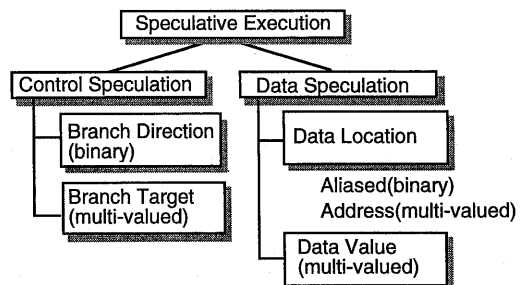 Speculative Execution
Control Speculation
Data Speculation
Branch Direction
(binary)
Branch Target
(multi-valued)
Data Location
Aliased(binary)
Address(multi-valued)
Data Value
(multi-valued)